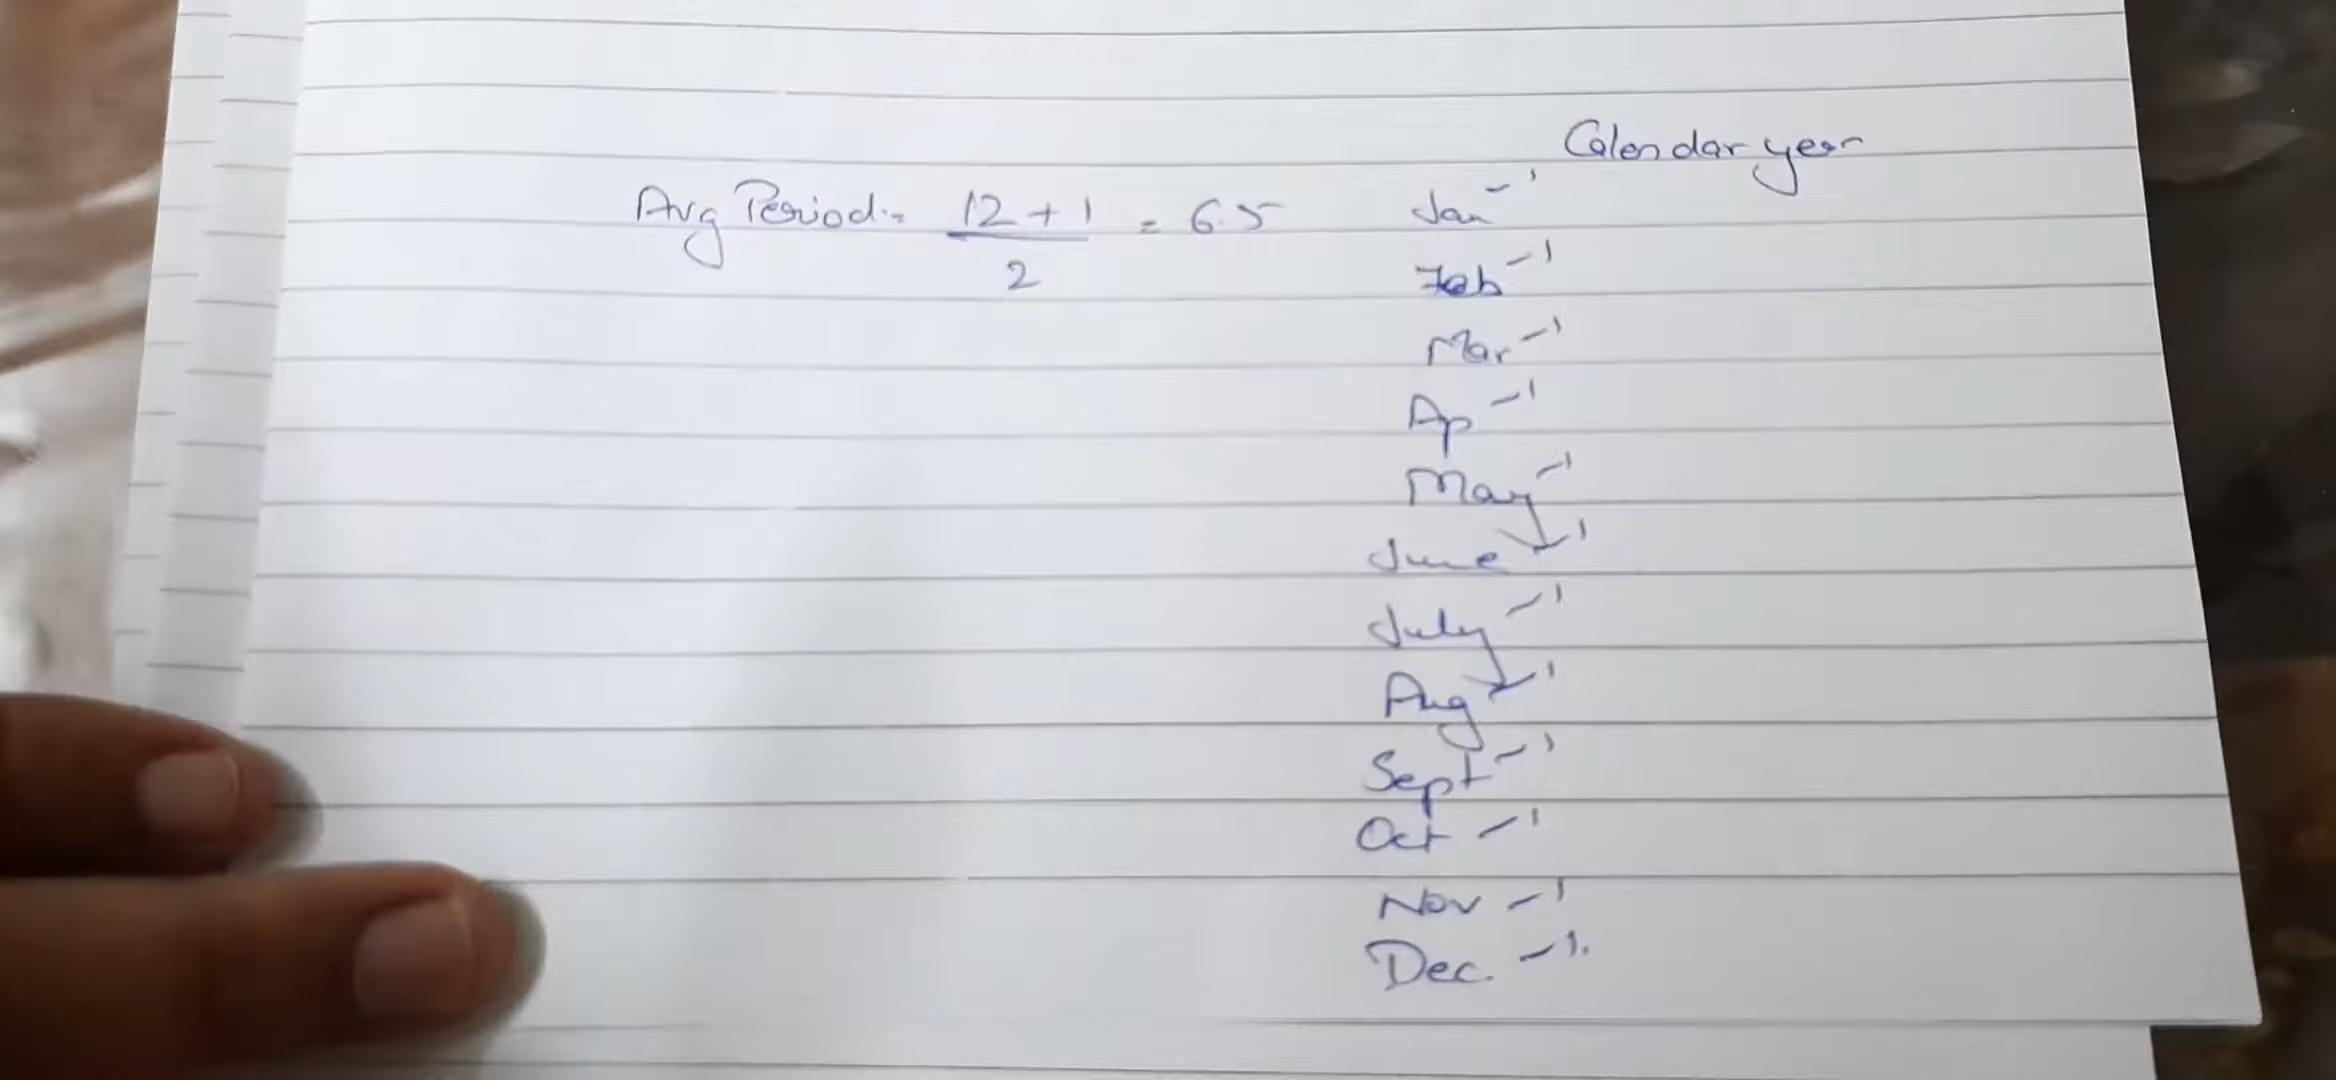 Calendar year
Avg Period:- 12 + 1 = 6.5
2
Jan - 1
Feb - 1
Mar - 1
Ap - 1
May - 1
June - 1
July - 1
Aug - 1
Sept - 1
Oct - 1
Nov - 1
Dec. - 1.